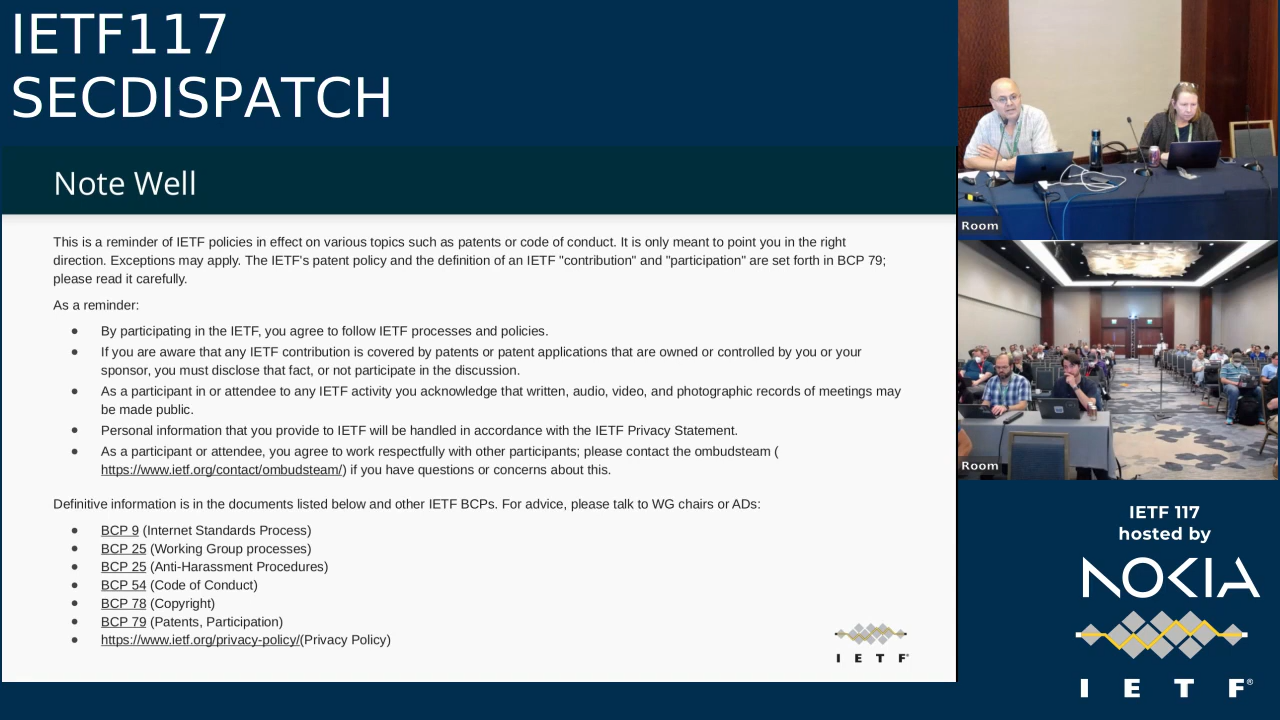 IETF117
SECDISPATCH
Note Well
This is a reminder of IETF policies in effect on various topics such as patents or code of conduct. It is only meant to point you in the right
direction. Exceptions may apply. The IETF's patent policy and the definition of an IETF "contribution" and "participation" are set forth in BCP 79;
please read it carefully.
As a reminder:
● By participating in the IETF, you agree to follow IETF processes and policies.
● If you are aware that any IETF contribution is covered by patents or patent applications that are owned or controlled by you or your
sponsor, you must disclose that fact, or not participate in the discussion.
● As a participant in or attendee to any IETF activity you acknowledge that written, audio, video, and photographic records of meetings may
be made public.
● Personal information that you provide to IETF will be handled in accordance with the IETF Privacy Statement.
● As a participant or attendee, you agree to work respectfully with other participants; please contact the ombudsteam (
https://www.ietf.org/contact/ombudsteam/) if you have questions or concerns about this.
Definitive information is in the documents listed below and other IETF BCPs. For advice, please talk to WG chairs or ADs:
● BCP 9 (Internet Standards Process)
● BCP 25 (Working Group processes)
● BCP 25 (Anti-Harassment Procedures)
● BCP 54 (Code of Conduct)
● BCP 78 (Copyright)
● BCP 79 (Patents, Participation)
● https://www.ietf.org/privacy-policy/(Privacy Policy)
I E T F®
Room
Room
IETF 117
hosted by
NOKIA
I E T F®